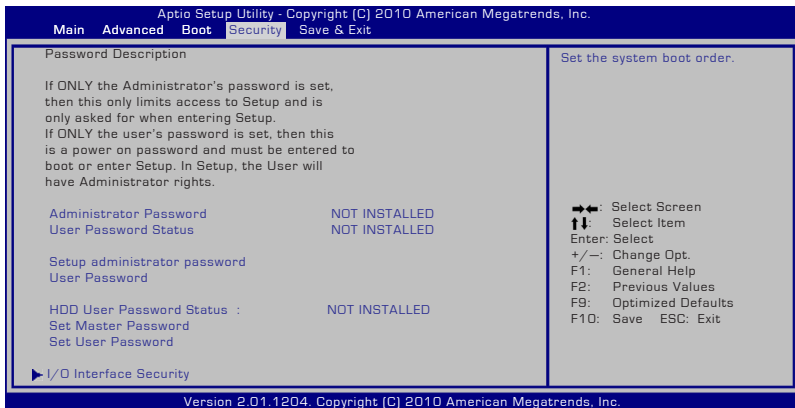 Aptio Setup Utility - Copyright (C) 2010 American Megatrends, Inc.
Main Advanced Boot Security Save & Exit
Password Description
If ONLY the Administrator's password is set,
then this only limits access to Setup and is
only asked for when entering Setup.
If ONLY the user's password is set, then this
is a power on password and must be entered to
boot or enter Setup. In Setup, the User will
have Administrator rights.
Administrator Password NOT INSTALLED
User Password Status NOT INSTALLED
Setup administrator password
User Password
HDD User Password Status : NOT INSTALLED
Set Master Password
Set User Password
I/O Interface Security
Set the system boot order.
: Select Screen
: Select Item
Enter: Select
+/—: Change Opt.
F1: General Help
F2: Previous Values
F9: Optimized Defaults
F10: Save ESC: Exit
Version 2.01.1204. Copyright (C) 2010 American Megatrends, Inc.